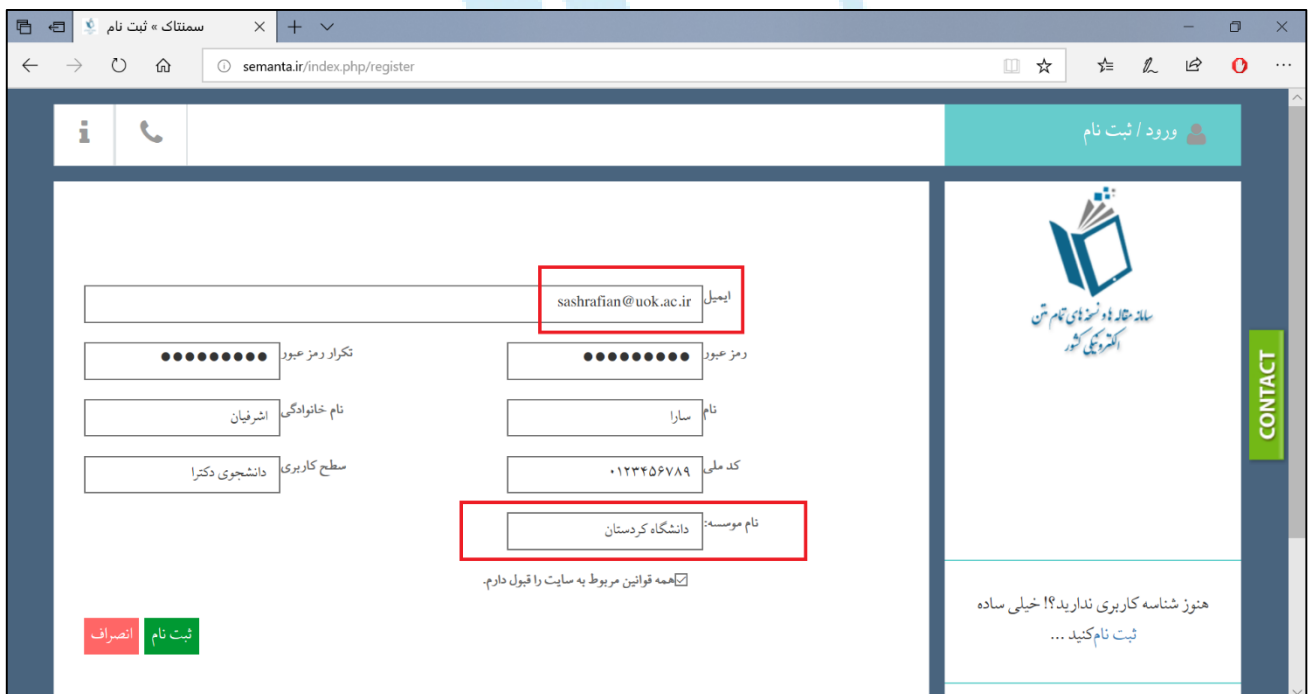 سمنتاک » ثبت نام
semanta.ir/index.php/register
ورود / ثبت نام
سامانه مقاله ها و نسخه های تمام متن
الکترونیکی کشور
CONTACT
ایمیل sashrafian@uok.ac.ir
رمز عبور ●●●●●●●●● تکرار رمز عبور ●●●●●●●●●
نام سارا نام خانوادگی اشرفیان
کد ملی ۰۱۲۳۴۵۶۷۸۹ سطح کاربری دانشجوی دکترا
نام موسسه: دانشگاه کردستان
همه قوانین مربوط به سایت را قبول دارم.
ثبت نام انصراف
هنوز شناسه کاربری ندارید؟! خیلی ساده
ثبت نام‌کنید ...